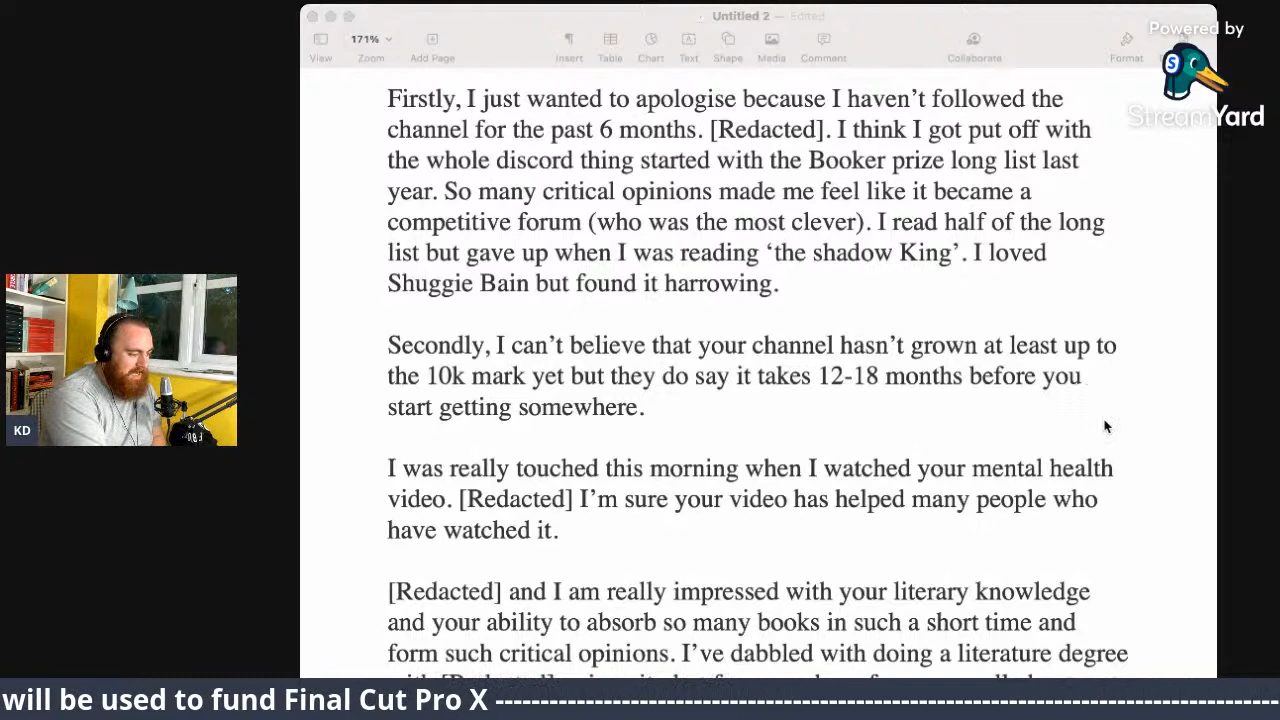 Untitled 2 — Edited
171%
View
Zoom
Add Page
Insert
Table
Chart
Text
Shape
Media
Comment
Collaborate
Format
Powered by
StreamYard
Firstly, I just wanted to apologise because I haven't followed the
channel for the past 6 months. [Redacted]. I think I got put off with
the whole discord thing started with the Booker prize long list last
year. So many critical opinions made me feel like it became a
competitive forum (who was the most clever). I read half of the long
list but gave up when I was reading ‘the shadow King’. I loved
Shuggie Bain but found it harrowing.
Secondly, I can't believe that your channel hasn't grown at least up to
the 10k mark yet but they do say it takes 12-18 months before you
start getting somewhere.
I was really touched this morning when I watched your mental health
video. [Redacted] I'm sure your video has helped many people who
have watched it.
[Redacted] and I am really impressed with your literary knowledge
and your ability to absorb so many books in such a short time and
form such critical opinions. I've dabbled with doing a literature degree
KD
will be used to fund Final Cut Pro X